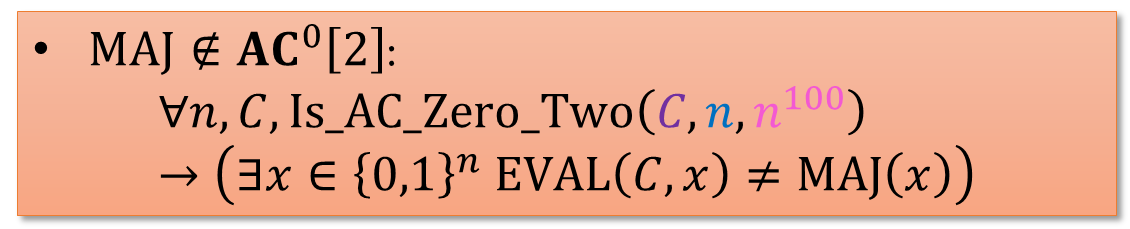 • MAJ ∉ AC⁰[2]:
∀n, C, Is_AC_Zero_Two(C, n, n¹⁰⁰)
→ (∃x ∈ {0,1}ⁿ EVAL(C, x) ≠ MAJ(x))